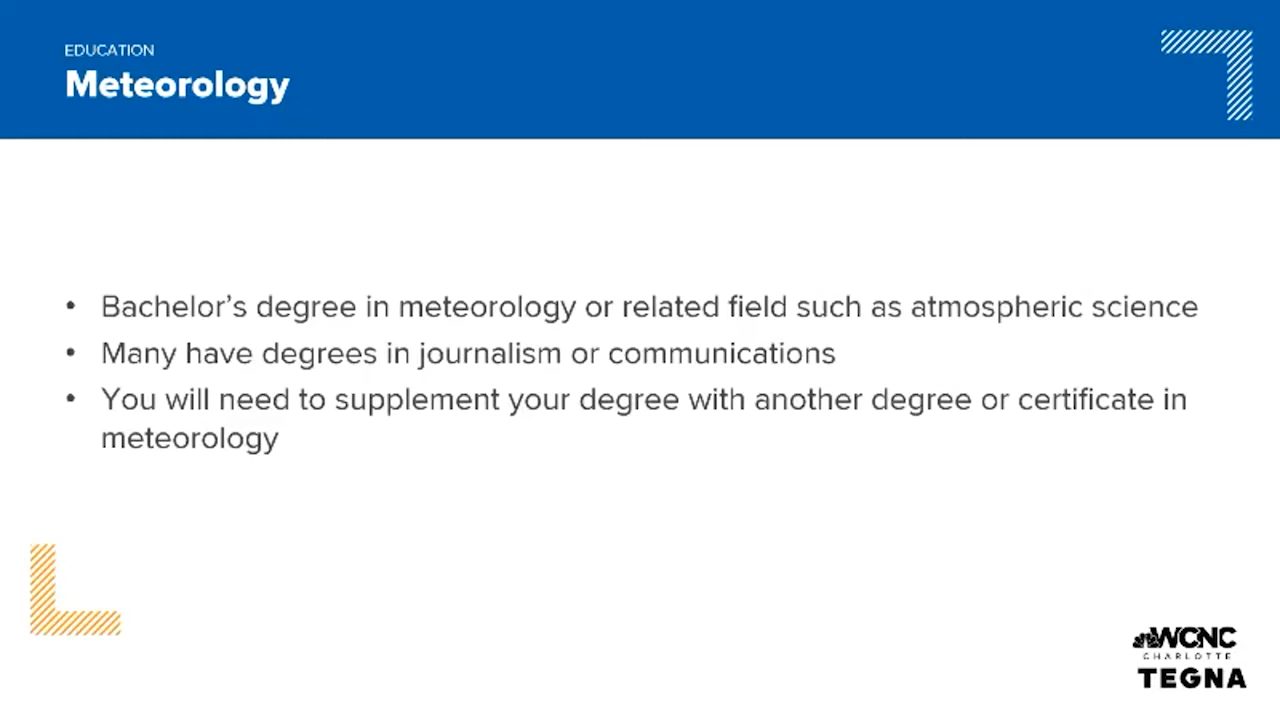 EDUCATION
Meteorology
• Bachelor’s degree in meteorology or related field such as atmospheric science
• Many have degrees in journalism or communications
• You will need to supplement your degree with another degree or certificate in
meteorology
WCNC
CHARLOTTE
TEGNA